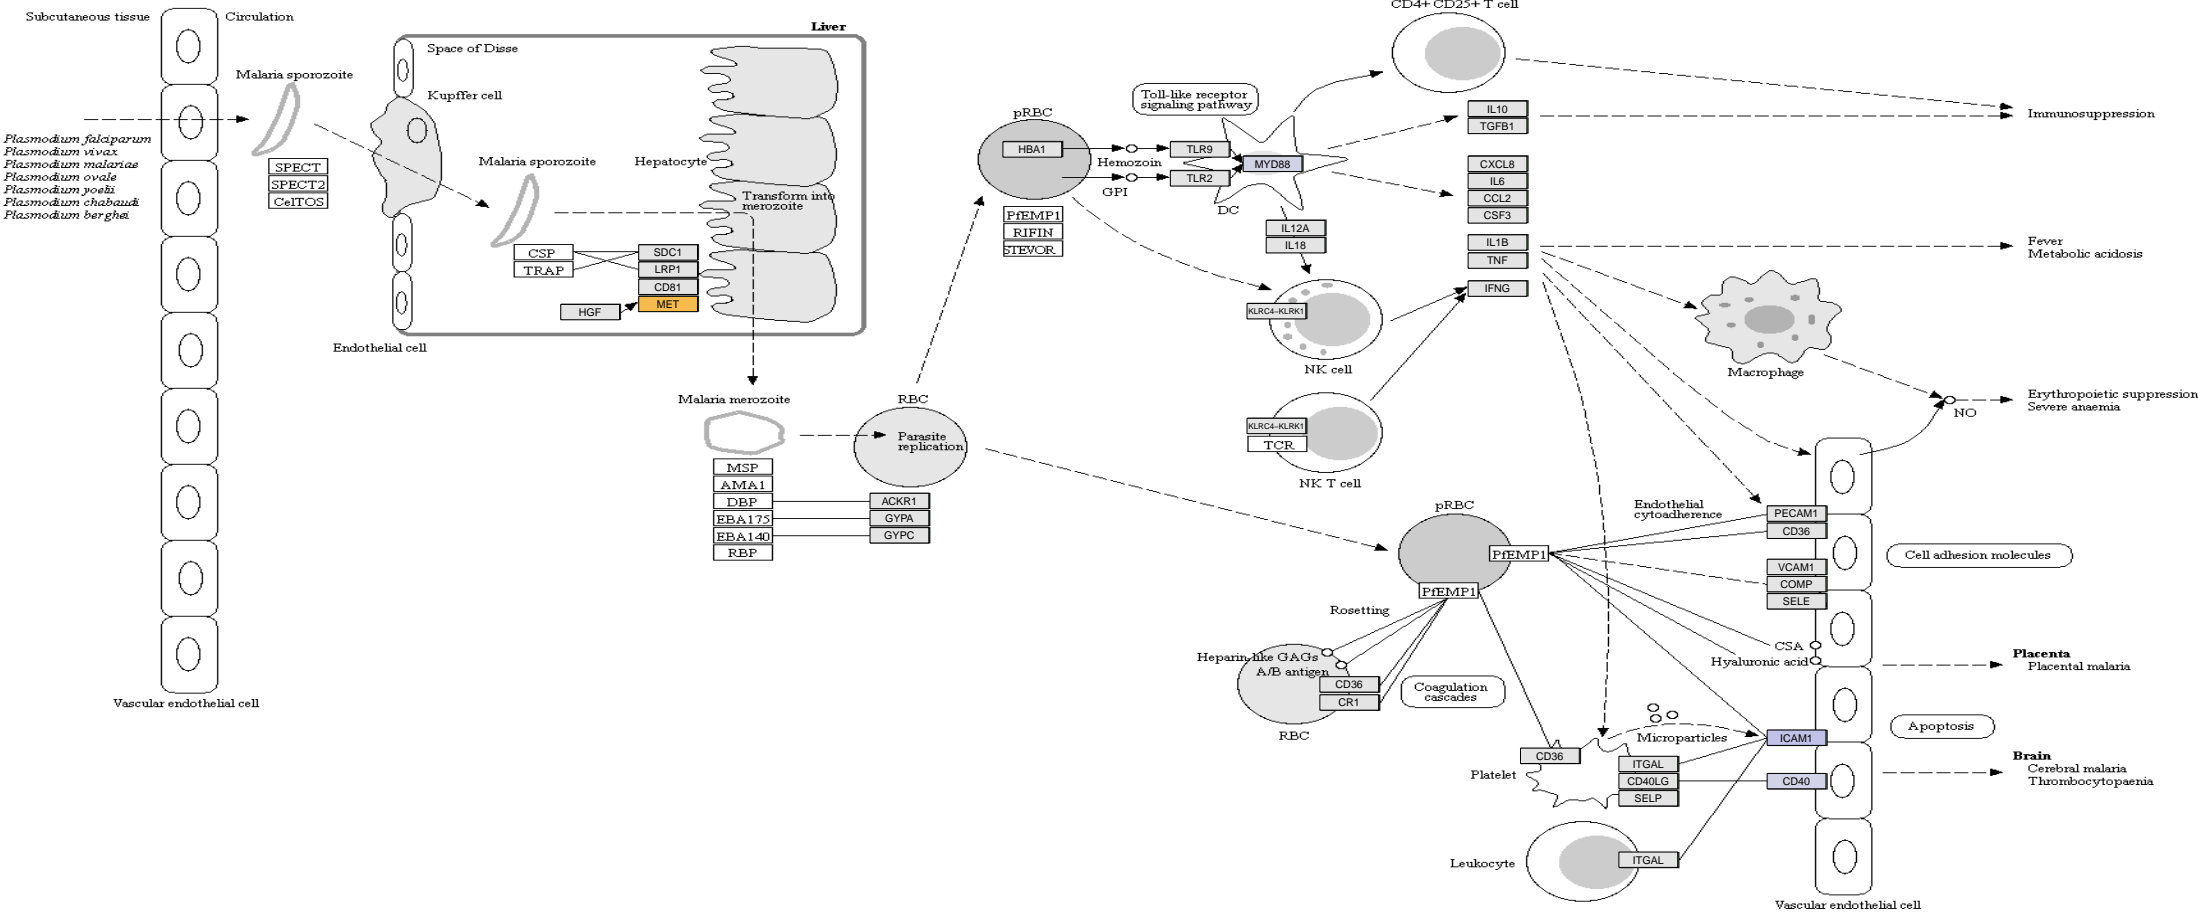 Subcutaneous tissue
Circulation
Malaria sporozoite
Plasmodium falciparum
Plasmodium vivax
Plasmodium malariae
Plasmodium ovale
Plasmodium yoelii
Plasmodium chabaudi
Plasmodium berghei
SPECT
SPECT2
CelTOS
Vascular endothelial cell
Liver
Space of Disse
Kupffer cell
Malaria sporozoite
Hepatocyte
Transform into
merozoite
CSP
TRAP
SDC1
LRP1
CD81
MET
HGF
Endothelial cell
Malaria merozoite
MSP
AMA1
DBP
EBA175
EBA140
RBP
RBC
Parasite
replication
ACKR1
GYPA
GYPC
pRBC
HBA1
PfEMP1
RIFIN
STEVOR
Hemozoin
GPI
Toll-like receptor
signaling pathway
TLR9
TLR2
MYD88
DC
IL12A
IL18
CD4+ CD25+ T cell
IL10
TGFB1
CXCL8
IL6
CCL2
CSF3
IL1B
TNF
IFNG
KLRC4-KLRK1
NK cell
KLRC4-KLRK1
TCR
NK T cell
Immunosuppression
Fever
Metabolic acidosis
Macrophage
NO
Erythropoietic suppression
Severe anaemia
pRBC
PfEMP1
PfEMP1
Endothelial
cytoadherence
PECAM1
CD36
VCAM1
COMP
SELE
Cell adhesion molecules
Rosetting
Heparin-like GAGs
A/B antigen
CD36
CR1
RBC
Coagulation
cascades
CSA
Hyaluronic acid
Placenta
Placental malaria
Microparticles
ICAM1
Apoptosis
CD36
Platelet
ITGAL
CD40LG
SELP
CD40
Brain
Cerebral malaria
Thrombocytopaenia
Leukocyte
ITGAL
Vascular endothelial cell